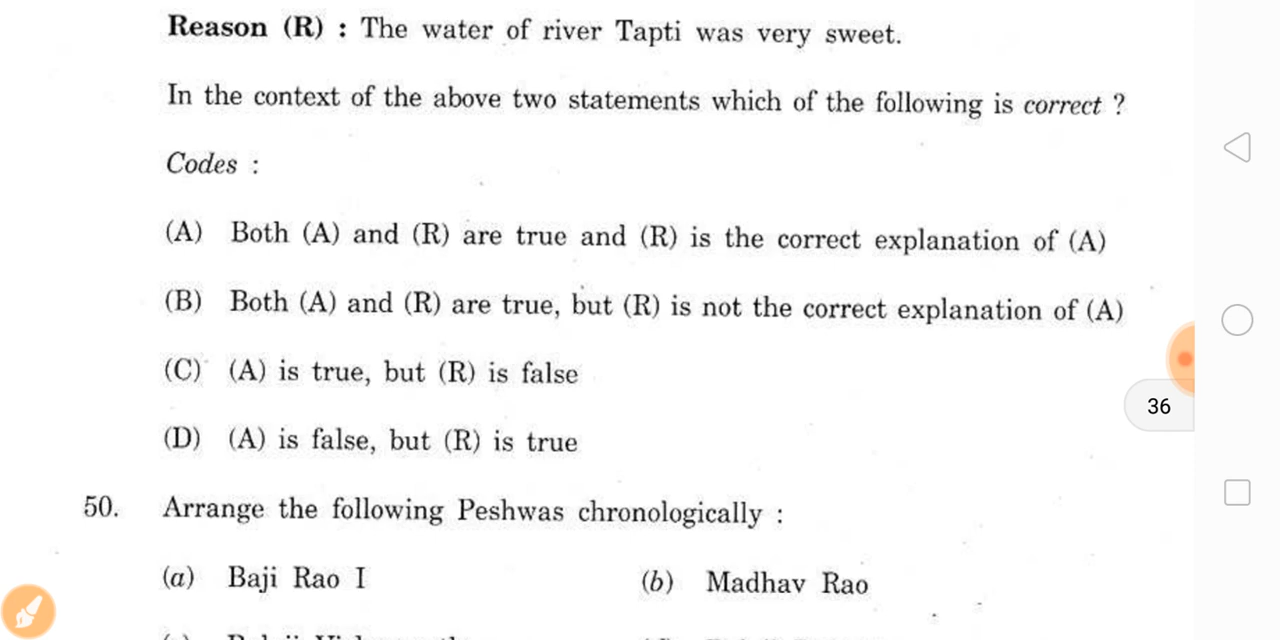 Reason (R) : The water of river Tapti was very sweet.
In the context of the above two statements which of the following is correct ?
Codes :
(A) Both (A) and (R) are true and (R) is the correct explanation of (A)
(B) Both (A) and (R) are true, but (R) is not the correct explanation of (A)
(C) (A) is true, but (R) is false
36
(D) (A) is false, but (R) is true
50. Arrange the following Peshwas chronologically :
(a) Baji Rao I (b) Madhav Rao